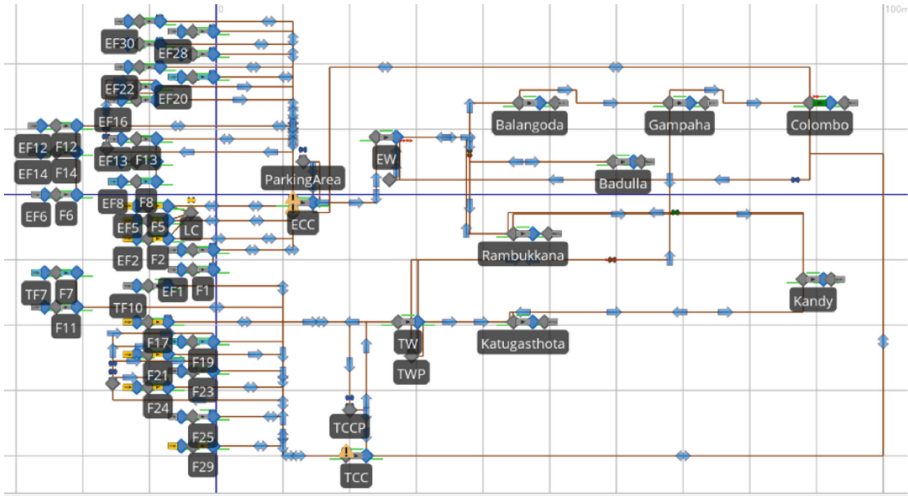 0
100m
EF30
EF28
EF22
EF20
EF16
Balangoda
Gampaha
Colombo
EF12
F12
EF13
F13
EW
EF14
F14
ParkingArea
Badulla
EF8
F8
EF6
F6
EF5
F5
LC
ECC
EF2
F2
Rambukkana
EF1
F1
TF7
F7
TF10
Kandy
F11
F17
TW
Katugasthota
F19
F21
TWP
F23
F24
TCCP
F25
F29
TCC